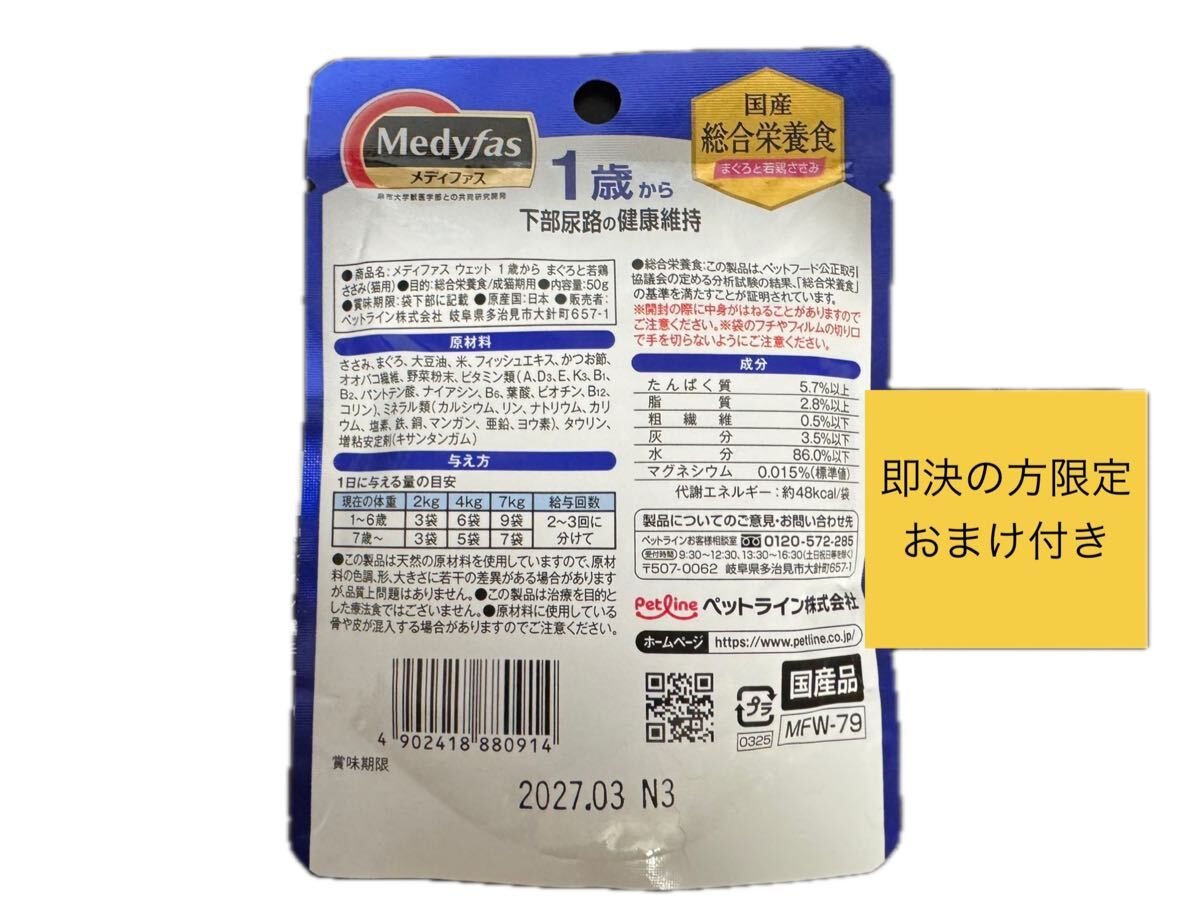 Medyfas
メディファス
麻布大学獣医学部との共同研究開発
国産
総合栄養食
まぐろと若鶏ささみ
1歳から
下部尿路の健康維持
●商品名:メディファス ウェット 1歳から まぐろと若鶏
ささみ(猫用)●目的:総合栄養食/成猫期用●内容量:50g
●賞味期限:袋下部に記載 ●原産国:日本 ●販売者:
ペットライン株式会社 岐阜県多治見市大針町657-1
原材料
ささみ、まぐろ、大豆油、米、フィッシュエキス、かつお節、
オオバコ繊維、野菜粉末、ビタミン類(A、D3、E、K3、B1、
B2、パントテン酸、ナイアシン、B6、葉酸、ビオチン、B12、
コリン)、ミネラル類(カルシウム、リン、ナトリウム、カリ
ウム、塩素、鉄、銅、マンガン、亜鉛、ヨウ素)、タウリン、
増粘安定剤(キサンタンガム)
与え方
1日に与える量の目安
現在の体重 2kg 4kg 7kg 給与回数
1~6歳 3袋 6袋 9袋 2~3回に
7歳~ 3袋 5袋 7袋 分けて
●この製品は天然の原材料を使用していますので、原材
料の色調、形、大きさに若干の差異がある場合があります
が、品質上問題はありません。●この製品は治療を目的と
した療法食ではございません。●原材料に使用している
骨や皮が混入する場合がありますのでご注意ください。
●総合栄養食:この製品は、ペットフード公正取引
協議会の定める分析試験の結果、「総合栄養食」
の基準を満たすことが証明されています。
※開封の際に中身がはねることがありますので
ご注意ください。※袋のフチやフィルムの切り口
で手を切らないようにご注意ください。
成分
たんぱく質 5.7%以上
脂質 2.8%以上
粗繊維 0.5%以下
灰分 3.5%以下
水分 86.0%以下
マグネシウム 0.015%(標準値)
代謝エネルギー:約48kcal/袋
製品についてのご意見・お問い合わせ先
ペットラインお客様相談室 0120-572-285
受付時間 9:30~12:30、13:30~16:30(土日祝日等を除く)
〒507-0062 岐阜県多治見市大針町657-1
Petline ペットライン株式会社
ホームページ https://www.petline.co.jp/
プラ
0325
国産品
MFW-79
4 902418 880914
賞味期限
2027.03 N3
即決の方限定
おまけ付き